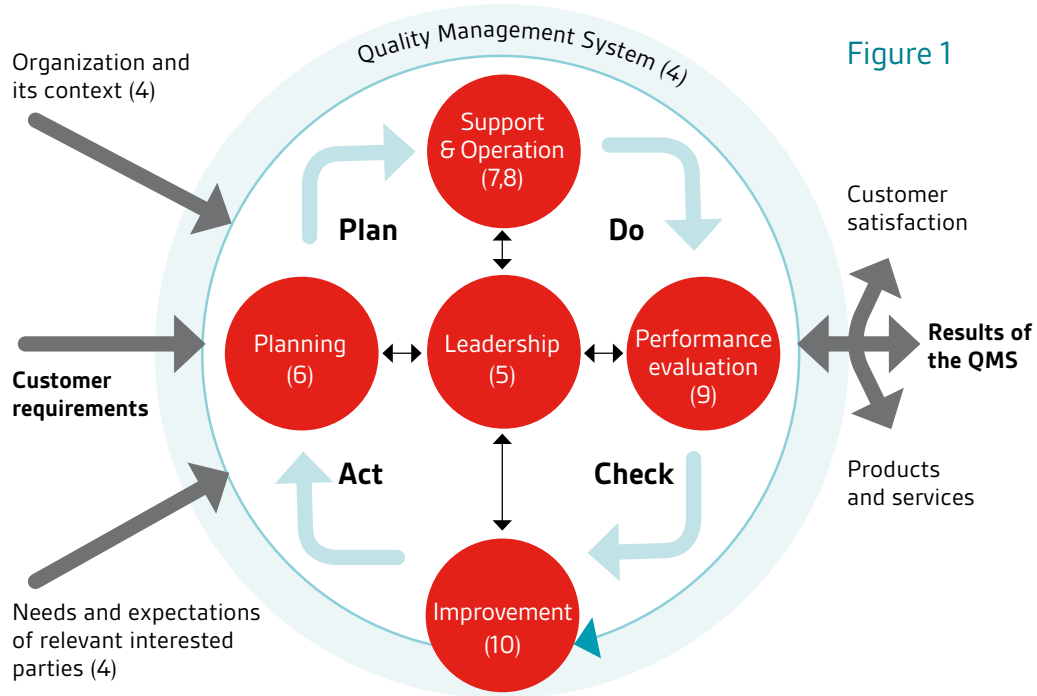 Quality Management System (4)
Figure 1
Organization and
its context (4)
Support
& Operation
(7,8)
Customer
satisfaction
Plan
Do
Planning
(6)
Leadership
(5)
Performance
evaluation
(9)
Results of
the QMS
Customer
requirements
Act
Check
Products
and services
Needs and expectations
of relevant interested
parties (4)
Improvement
(10)